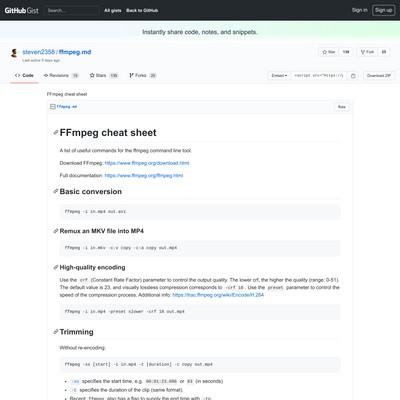 GitHub Gist
Search...
All gists
Back to GitHub
Sign in
Sign up
Instantly share code, notes, and snippets.
steven2358 / ffmpeg.md
Last active 5 days ago
Star 139
Fork 25
Code
Revisions 15
Stars 139
Forks 25
Embed
<script src="https://
Download ZIP
FFmpeg cheat sheet
ffmpeg.md
Raw
FFmpeg cheat sheet
A list of useful commands for the ffmpeg command line tool.
Download FFmpeg: https://www.ffmpeg.org/download.html
Full documentation: https://www.ffmpeg.org/ffmpeg.html
Basic conversion
ffmpeg -i in.mp4 out.avi
Remux an MKV file into MP4
ffmpeg -i in.mkv -c:v copy -c:a copy out.mp4
High-quality encoding
Use the crf (Constant Rate Factor) parameter to control the output quality. The lower crf, the higher the quality (range: 0-51).
The default value is 23, and visually lossless compression corresponds to -crf 18 . Use the preset parameter to control the
speed of the compression process. Additional info: https://trac.ffmpeg.org/wiki/Encode/H.264
ffmpeg -i in.mp4 -preset slower -crf 18 out.mp4
Trimming
Without re-encoding:
ffmpeg -ss [start] -i in.mp4 -t [duration] -c copy out.mp4
-ss specifies the start time, e.g. 00:01:23.000 or 83 (in seconds)
-t specifies the duration of the clip (same format).
Recent ffmpeg also has a flag to supply the end time with -to